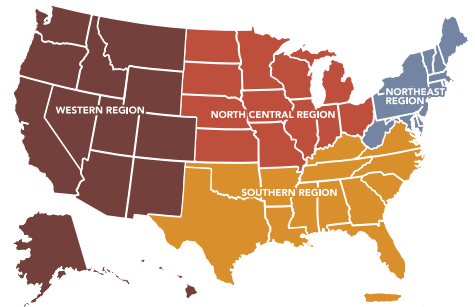 WESTERN REGION
NORTH CENTRAL REGION
NORTHEAST
REGION
SOUTHERN REGION